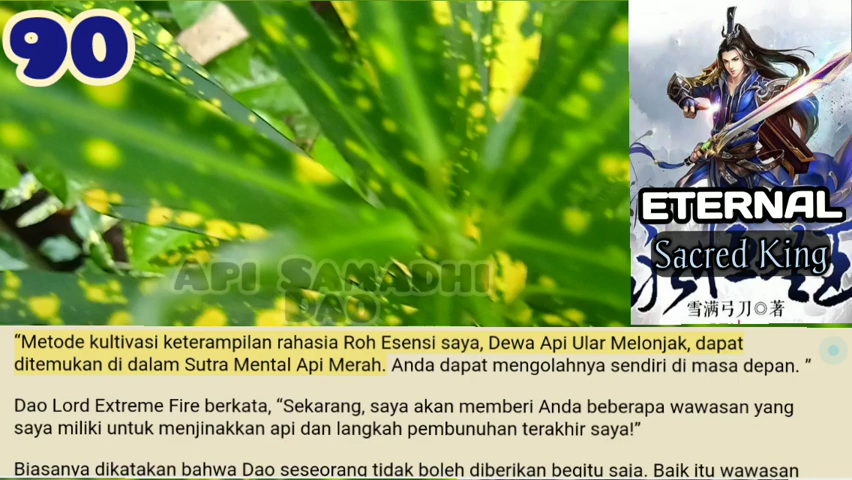 90
API SAMADHI
DAO
ETERNAL
Sacred King
雪满弓刀◎著
“Metode kultivasi keterampilan rahasia Roh Esensi saya, Dewa Api Ular Melonjak, dapat
ditemukan di dalam Sutra Mental Api Merah. Anda dapat mengolahnya sendiri di masa depan. ”
Dao Lord Extreme Fire berkata, “Sekarang, saya akan memberi Anda beberapa wawasan yang
saya miliki untuk menjinakkan api dan langkah pembunuhan terakhir saya!”
Biasanya dikatakan bahwa Dao seseorang tidak boleh diberikan begitu saja. Baik itu wawasan